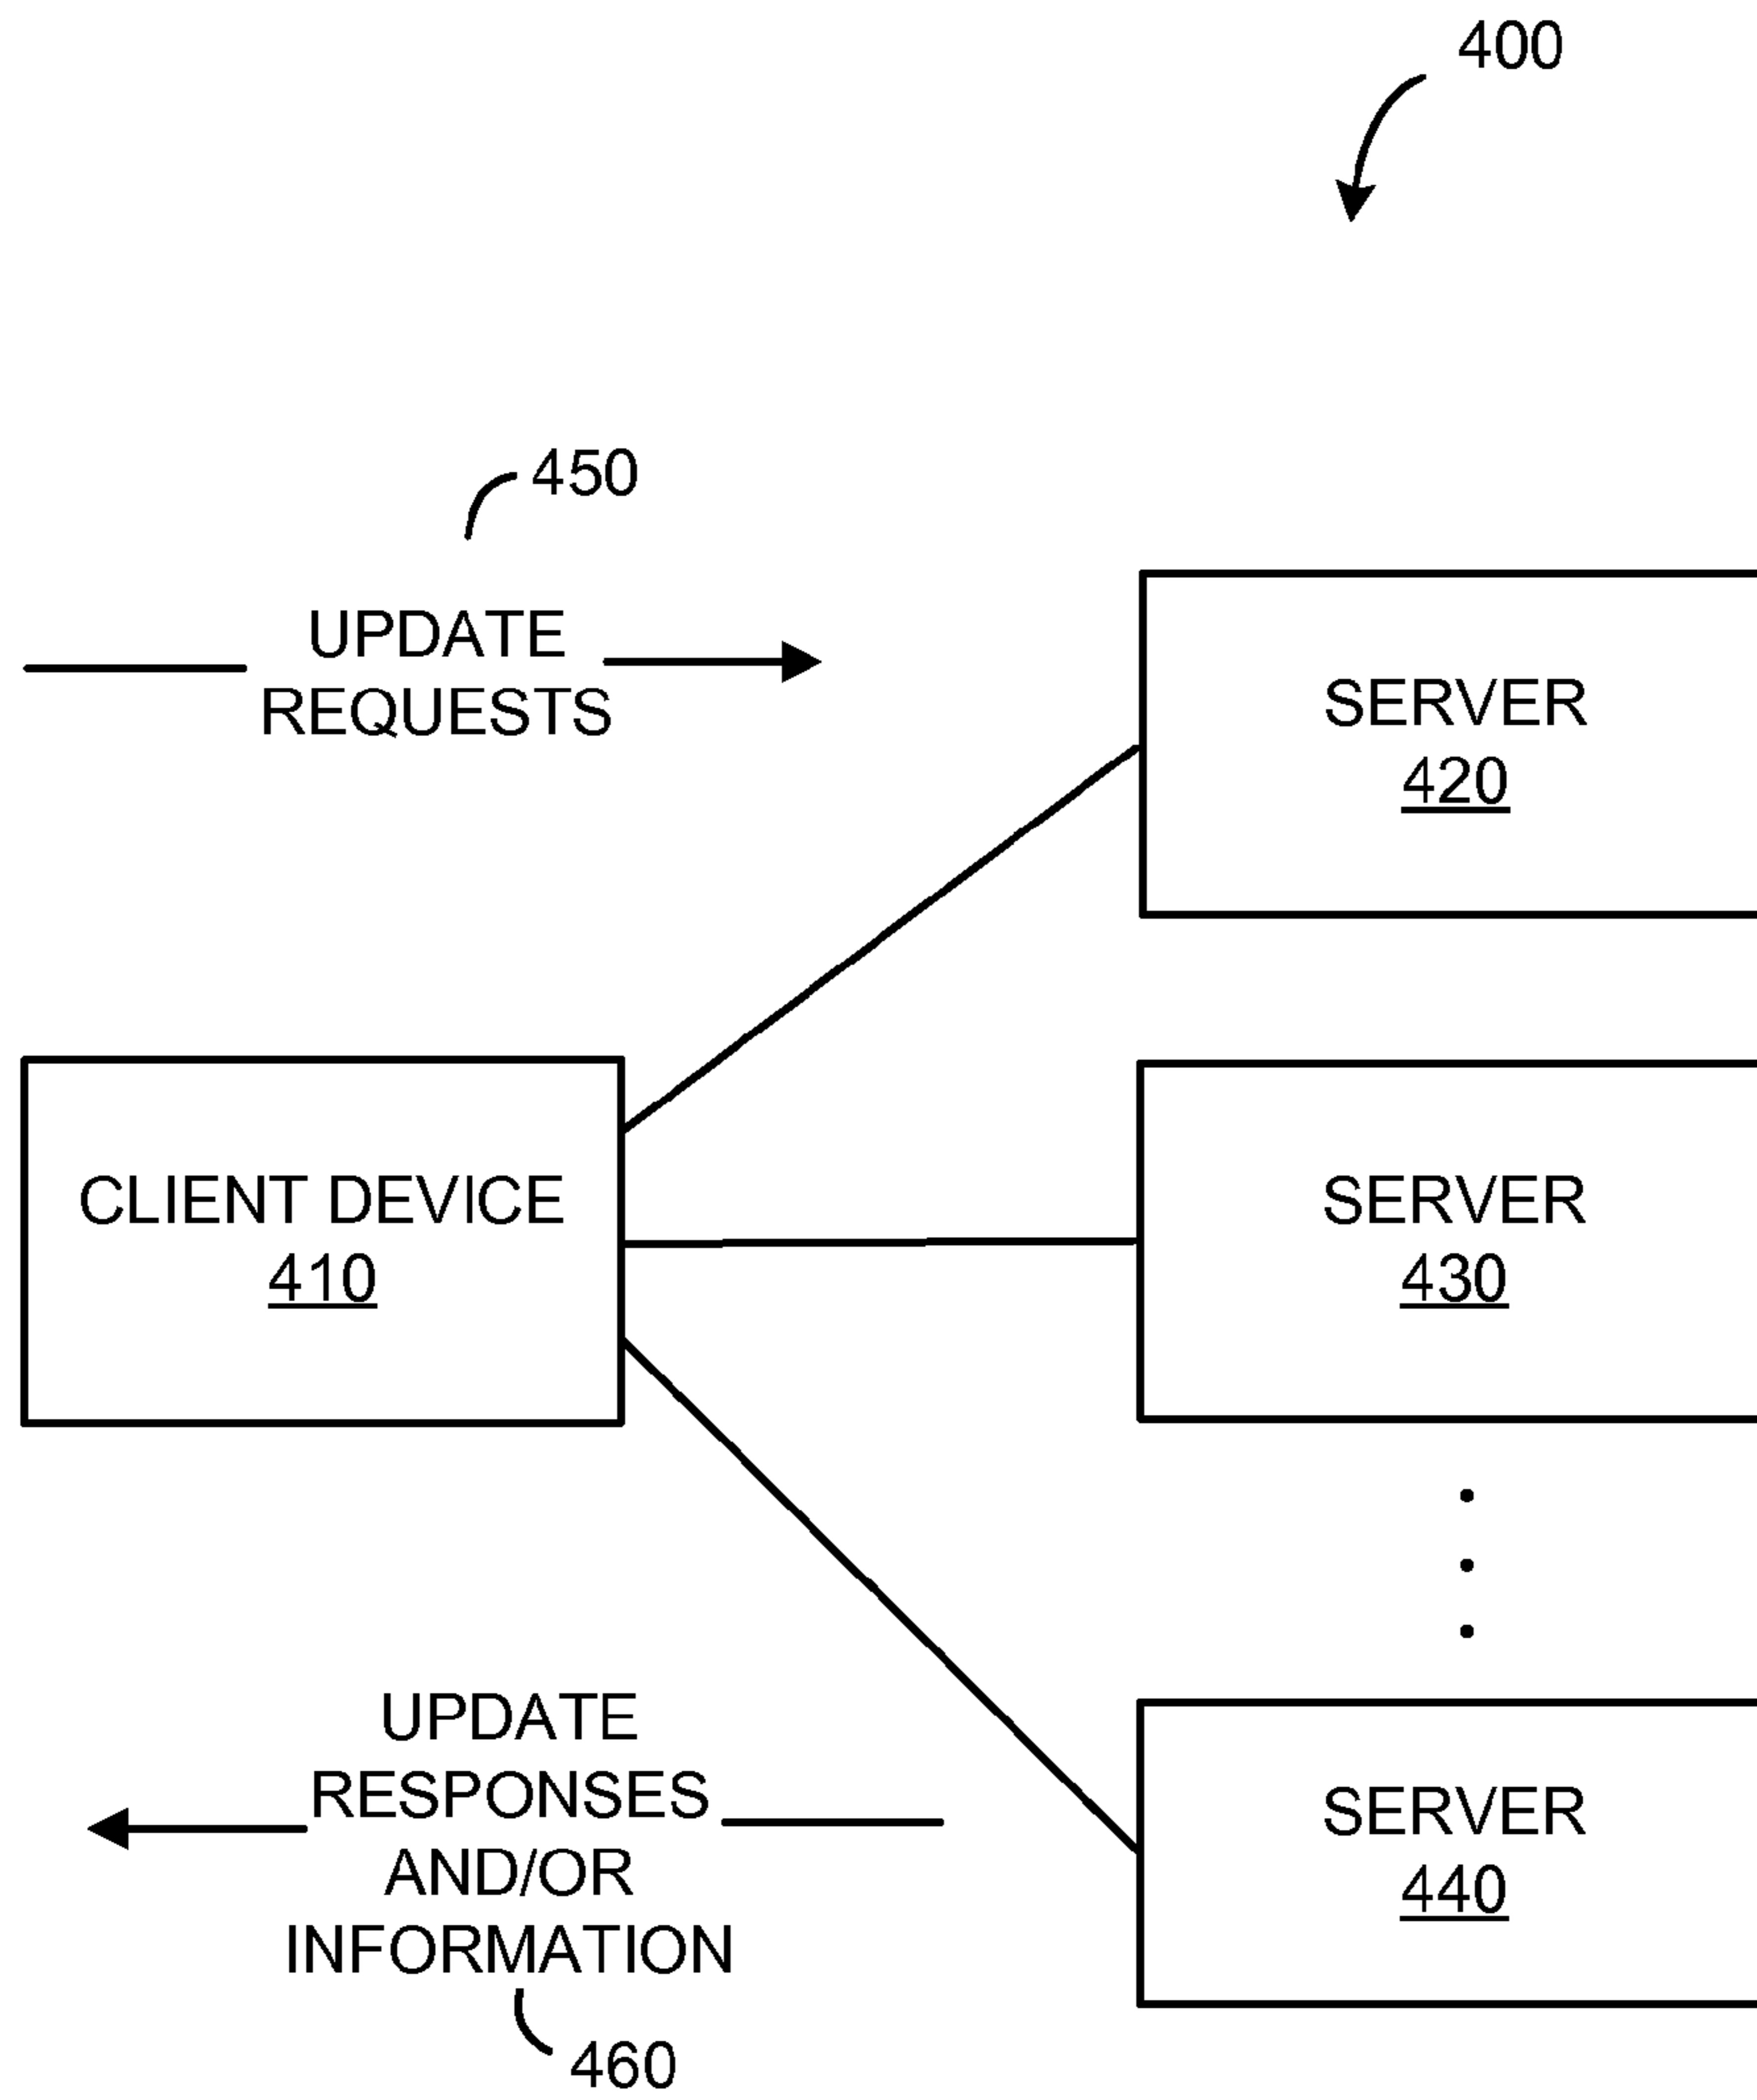 400
450
UPDATE
REQUESTS
SERVER
420
CLIENT DEVICE
410
SERVER
430
UPDATE
RESPONSES
AND/OR
INFORMATION
460
SERVER
440